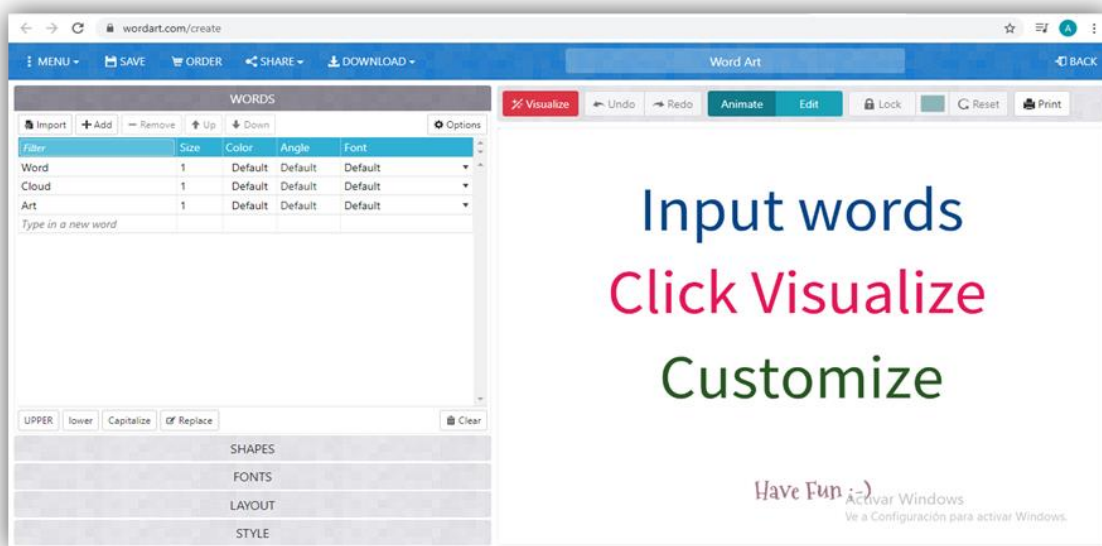 wordart.com/create
A
MENU
SAVE
ORDER
SHARE
DOWNLOAD
Word Art
BACK
WORDS
Import
Add
Remove
Up
Down
Options
Filter Size Color Angle Font
Word 1 Default Default Default
Cloud 1 Default Default Default
Art 1 Default Default Default
Type in a new word
UPPER
lower
Capitalize
Replace
Clear
SHAPES
FONTS
LAYOUT
STYLE
Visualize
Undo
Redo
Animate
Edit
Lock
Reset
Print
Input words
Click Visualize
Customize
Have Fun :-)
Activar Windows
Ve a Configuración para activar Windows.